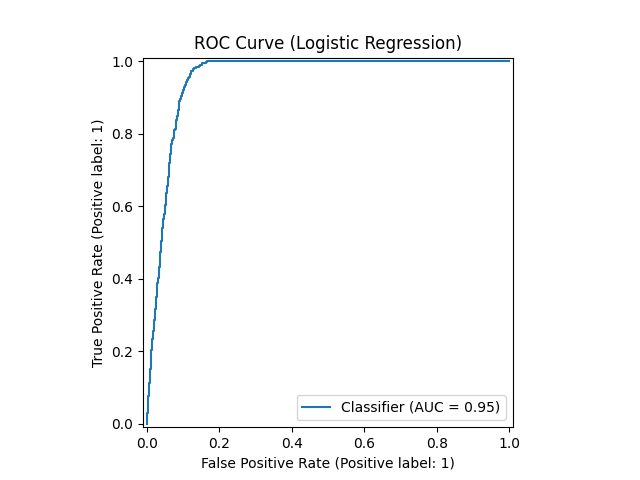 ROC Curve (Logistic Regression)
1.0
0.8
0.6
0.4
0.2
0.0
True Positive Rate (Positive label: 1)
Classifier (AUC = 0.95)
0.0 0.2 0.4 0.6 0.8 1.0
False Positive Rate (Positive label: 1)